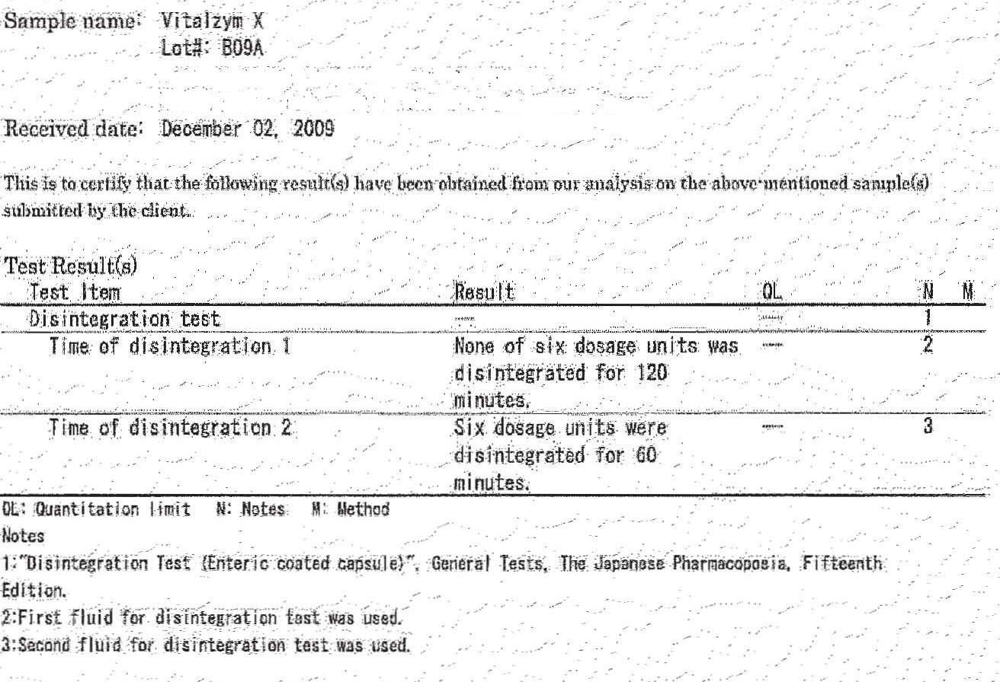 Sample name: Vitalzym X
Lot#: B09A
Received date: December 02, 2009
This is to certify that the following result(s) have been obtained from our analysis on the above-mentioned sample(s)
submitted by the client.
Test Result(s)
Test Item Result QL N M
Disintegration test — — 1
Time of disintegration 1 None of six dosage units was — 2
disintegrated for 120
minutes.
Time of disintegration 2 Six dosage units were — 3
disintegrated for 60
minutes.
QL: Quantitation limit N: Notes M: Method
Notes
1:"Disintegration Test (Enteric coated capsule)", General Tests, The Japanese Pharmacoposia, Fifteenth
Edition.
2:First fluid for disintegration test was used.
3:Second fluid for disintegration test was used.